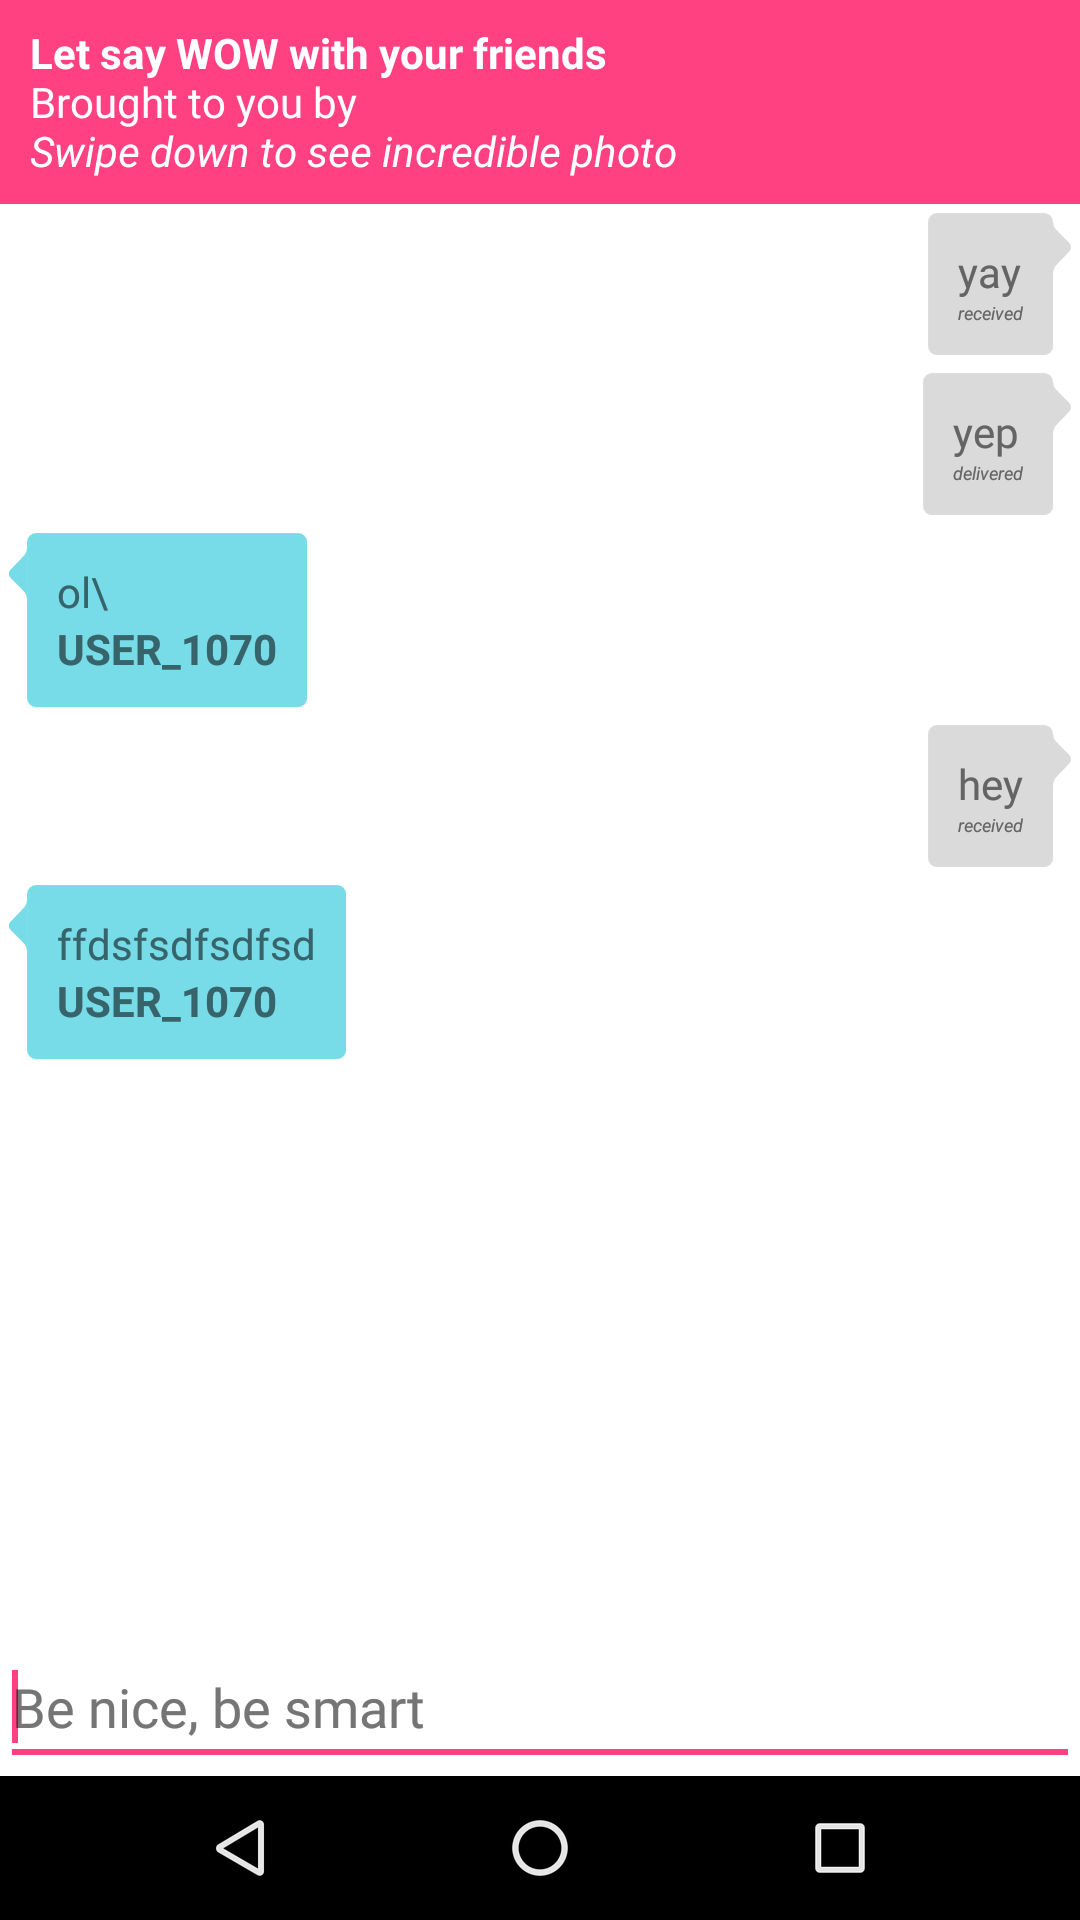 Let say WOW with your friends
Brought to you by
Swipe down to see incredible photo
yay
received
yep
delivered
ol\
USER_1070
hey
received
ffdsfsdfsdfsd
USER_1070
Be nice, be smart